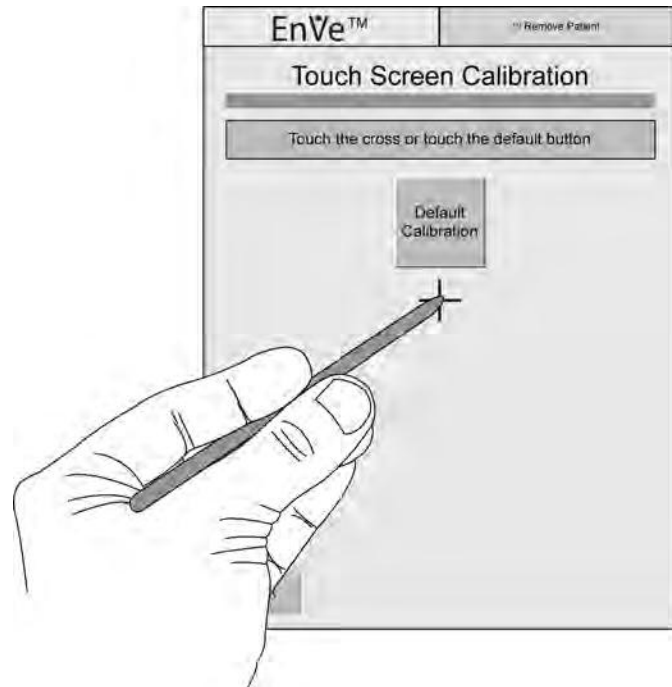 EnVe™
Remove Patient
Touch Screen Calibration
Touch the cross or touch the default button
Default
Calibration